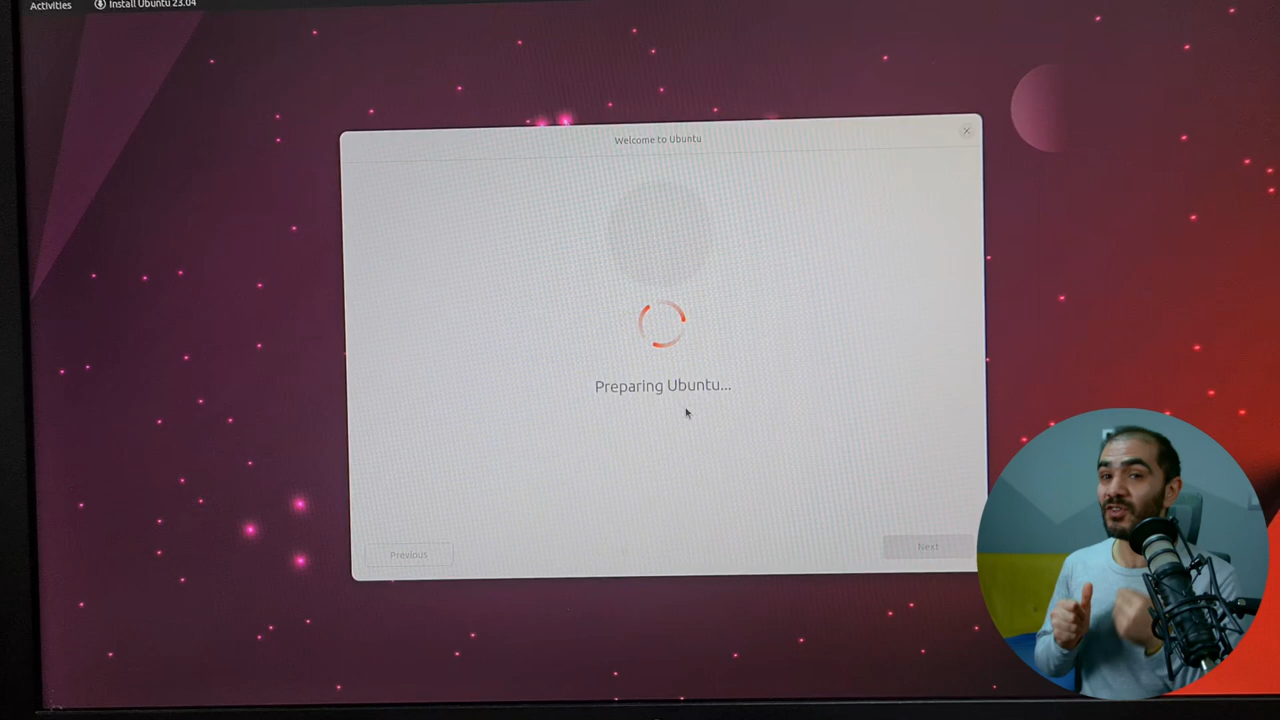 Activities
Install Ubuntu 23.04
Welcome to Ubuntu
Preparing Ubuntu...
Previous
Next